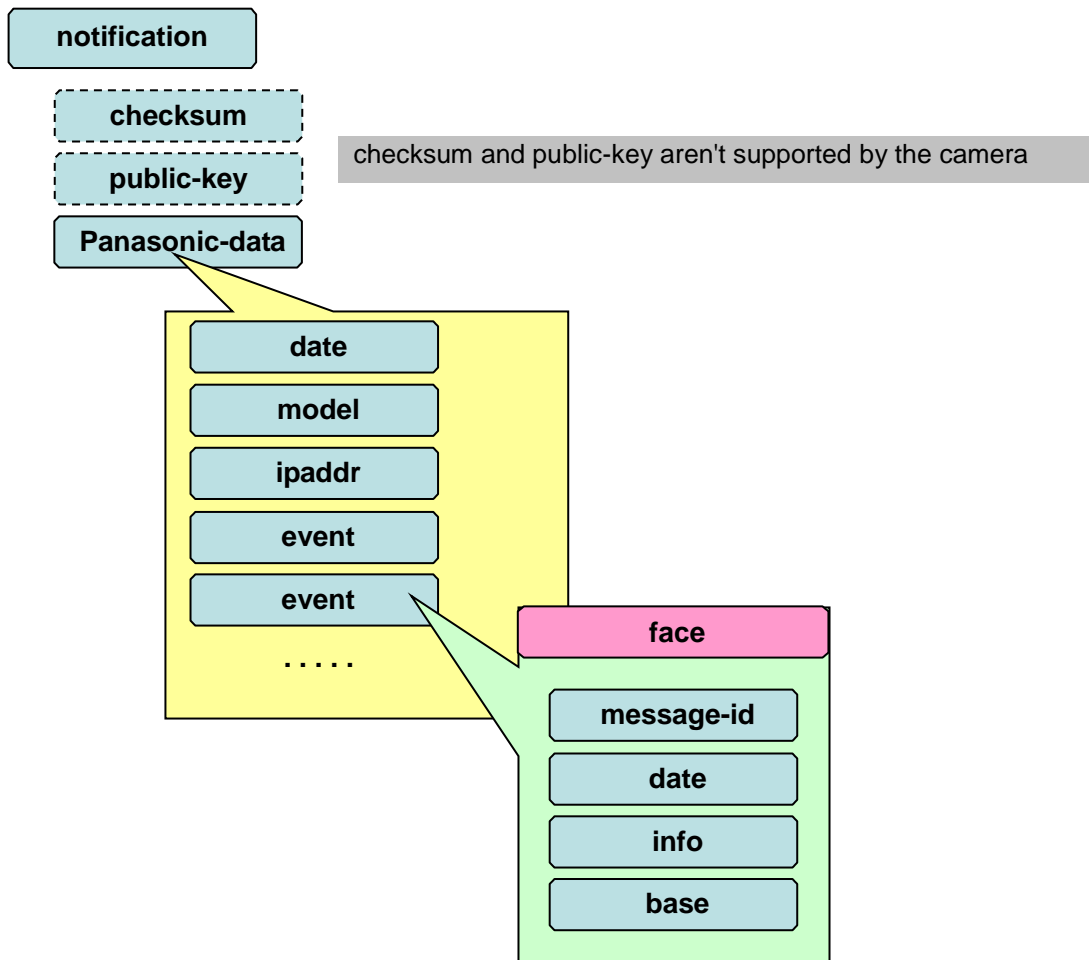 notification
checksum
public-key
checksum and public-key aren't supported by the camera
Panasonic-data
date
model
ipaddr
event
event
.....
face
message-id
date
info
base